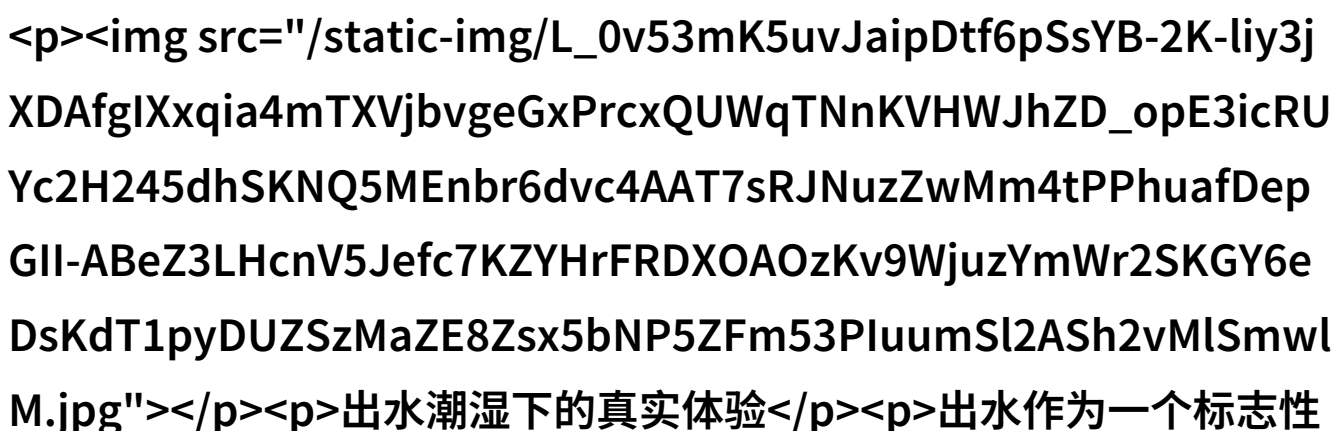 <p><img src="/static-img/L_0v53mK5uvJaipDtf6pSsYB-2K-liy3j
XDAfgIXxqia4mTXVjbvgeGxPrcxQUWqTNnKVHWJhZD_opE3icRU
Yc2H245dhSKNQ5MEnbr6dvc4AAT7sRJNuzZwMm4tPPhuafDep
GII-ABeZ3LHcnV5Jefc7KZYHrFRDXOAOzKv9WjuzYmWr2SKGY6e
DsKdT1pyDUZSzMaZE8Zsx5bNP5ZFm53PIuumSl2ASh2vMlSmwl
M.jpg"></p><p>出水潮湿下的真实体验</p><p>出水作为一个标志性